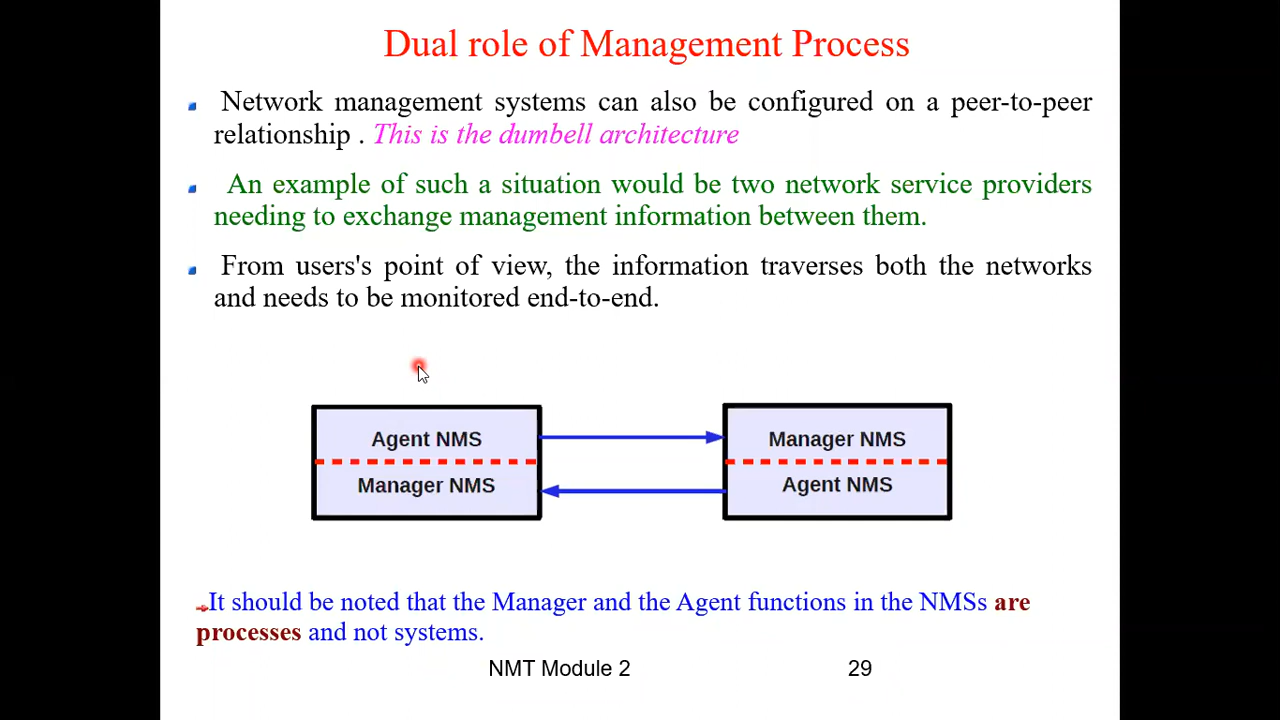 Dual role of Management Process
Network management systems can also be configured on a peer-to-peer
relationship . This is the dumbell architecture
An example of such a situation would be two network service providers
needing to exchange management information between them.
From users's point of view, the information traverses both the networks
and needs to be monitored end-to-end.
Agent NMS
Manager NMS
Manager NMS
Agent NMS
It should be noted that the Manager and the Agent functions in the NMSs are
processes and not systems.
NMT Module 2
29